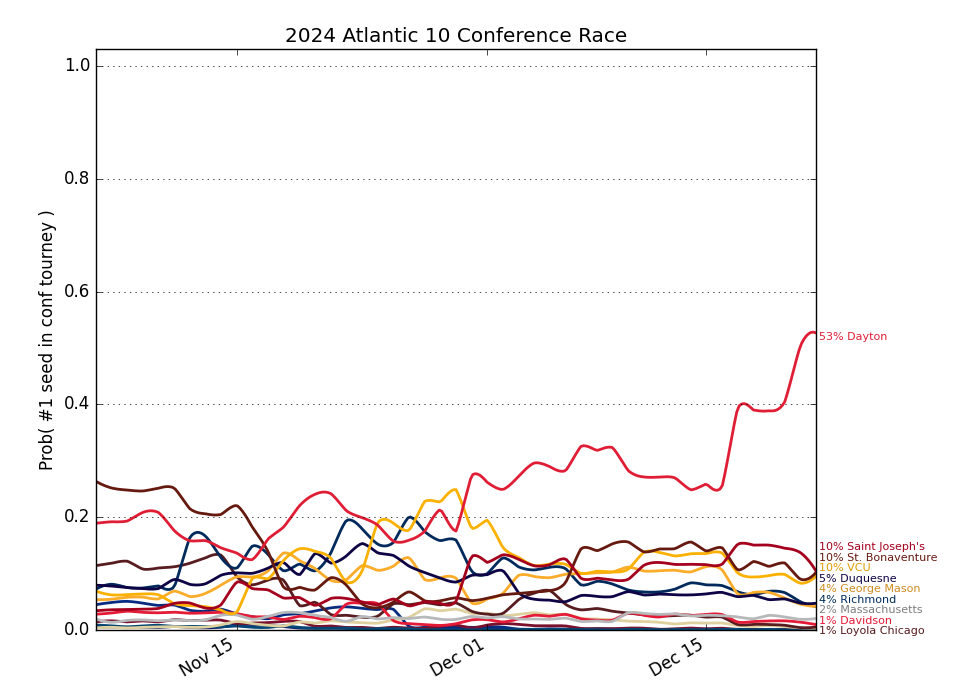 2024 Atlantic 10 Conference Race
Prob( #1 seed in conf tourney )
1.0
0.8
0.6
0.4
0.2
0.0
Nov 15
Dec 01
Dec 15
53% Dayton
10% Saint Joseph's
10% St. Bonaventure
10% VCU
5% Duquesne
4% George Mason
4% Richmond
2% Massachusetts
1% Davidson
1% Loyola Chicago